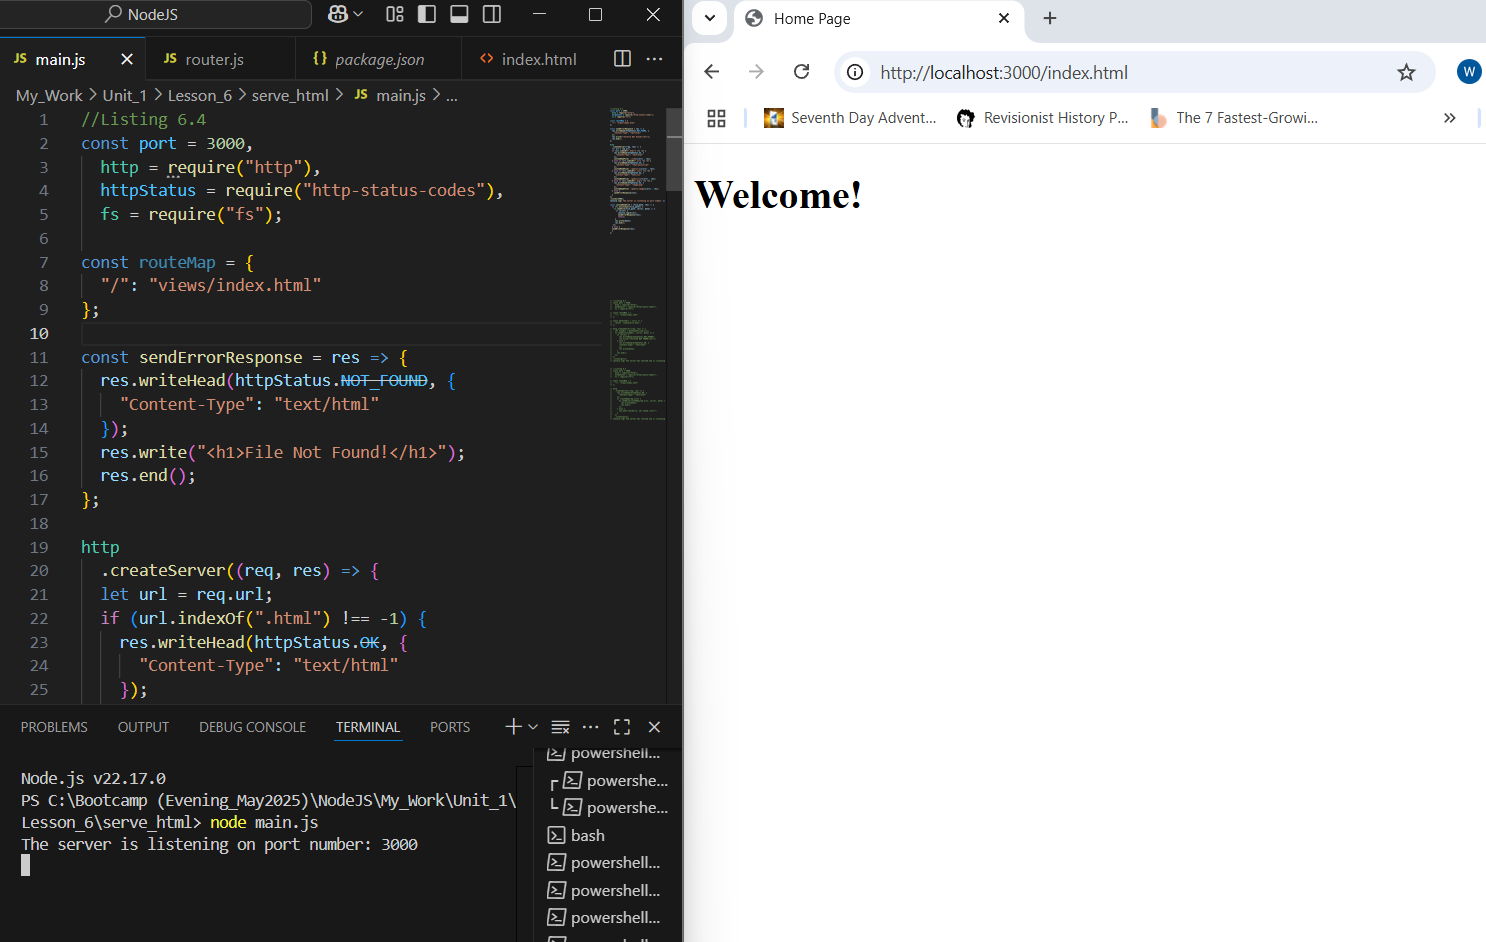 NodeJS
JS main.js
JS router.js
{} package.json
<> index.html
My_Work > Unit_1 > Lesson_6 > serve_html > JS main.js > ...
1 //Listing 6.4
2 const port = 3000,
3 http = require("http"),
4 httpStatus = require("http-status-codes"),
5 fs = require("fs");
6
7 const routeMap = {
8 "/": "views/index.html"
9 };
10
11 const sendErrorResponse = res => {
12 res.writeHead(httpStatus.NOT_FOUND, {
13 "Content-Type": "text/html"
14 });
15 res.write("<h1>File Not Found!</h1>");
16 res.end();
17 };
18
19 http
20 .createServer((req, res) => {
21 let url = req.url;
22 if (url.indexOf(".html") !== -1) {
23 res.writeHead(httpStatus.OK, {
24 "Content-Type": "text/html"
25 });
PROBLEMS OUTPUT DEBUG CONSOLE TERMINAL PORTS
Node.js v22.17.0
PS C:\Bootcamp (Evening_May2025)\NodeJS\My_Work\Unit_1\
Lesson_6\serve_html> node main.js
The server is listening on port number: 3000
powershell...
powershe...
powershe...
bash
powershell...
powershell...
powershell...
Home Page
http://localhost:3000/index.html
W
Seventh Day Advent...
Revisionist History P...
The 7 Fastest-Growi...
Welcome!